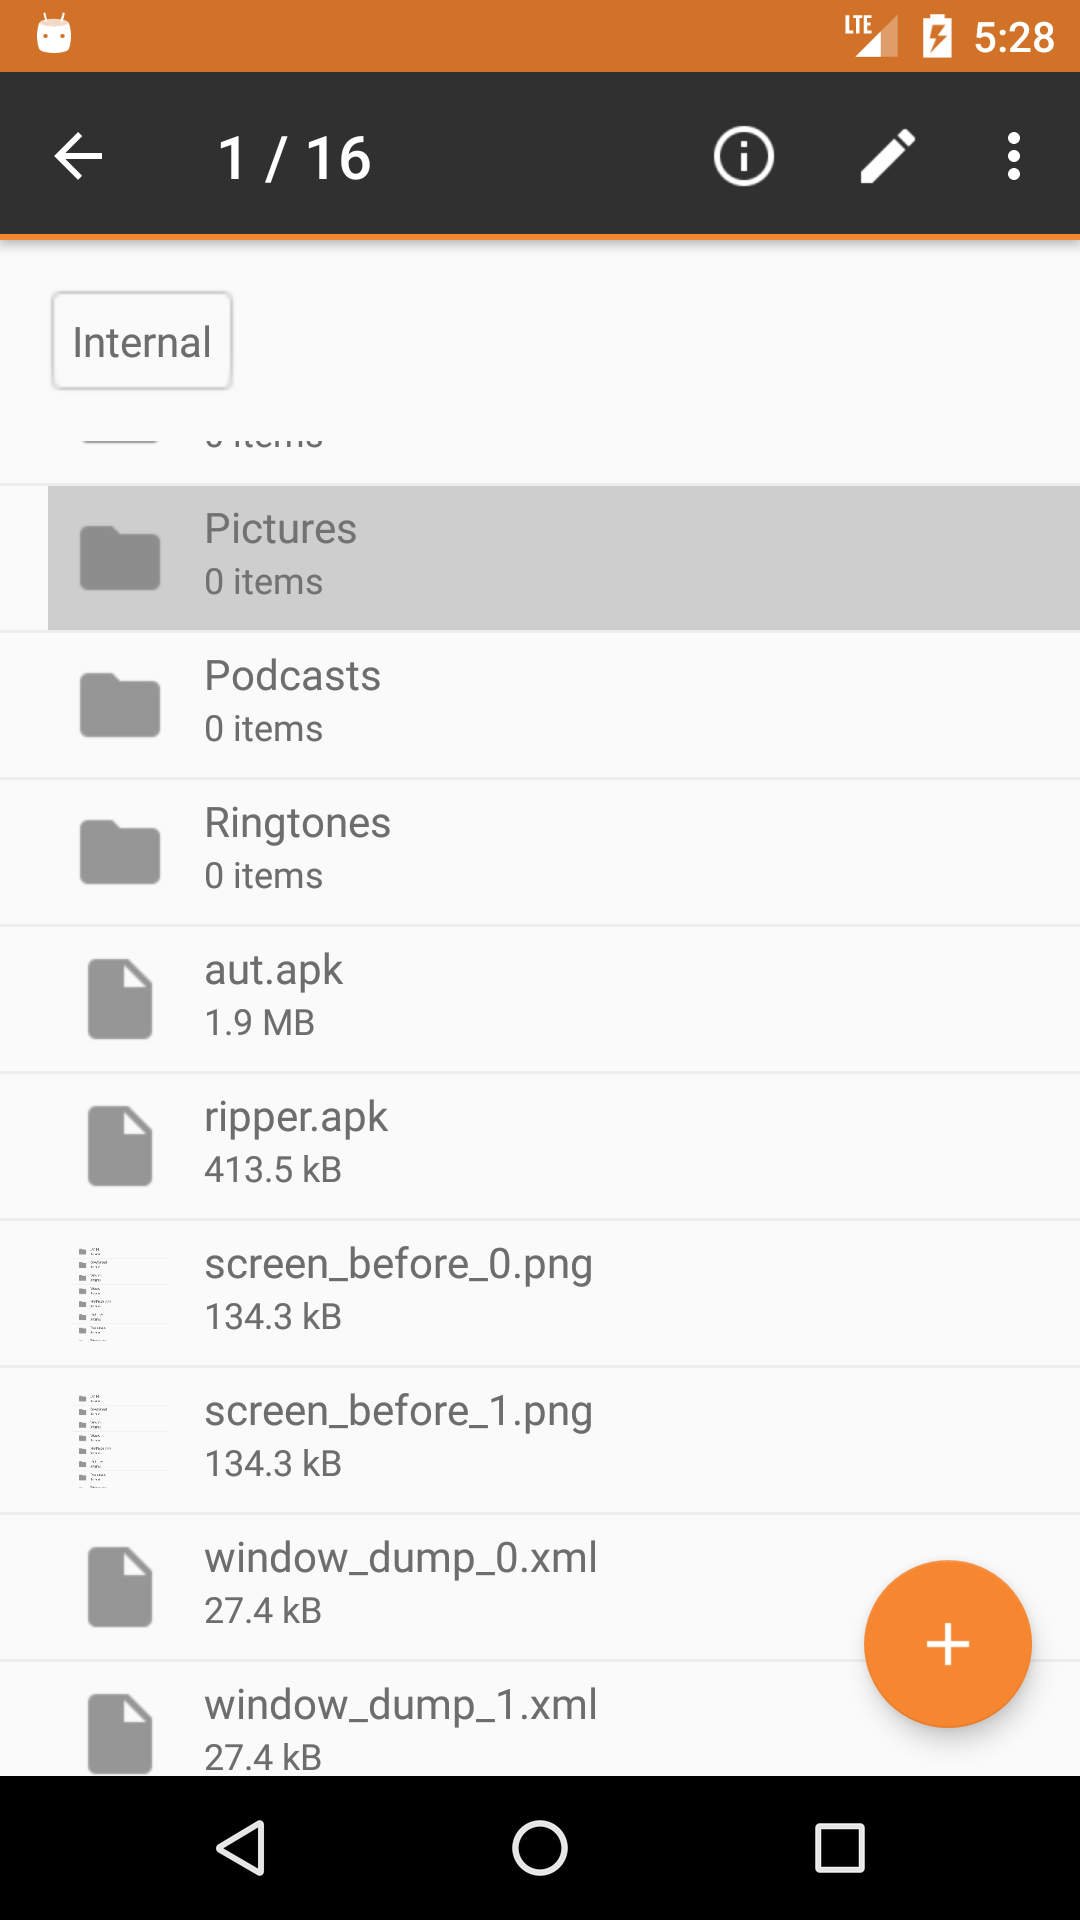 LTE 5:28
1 / 16
Internal
0 items
Pictures
0 items
Podcasts
0 items
Ringtones
0 items
aut.apk
1.9 MB
ripper.apk
413.5 kB
screen_before_0.png
134.3 kB
screen_before_1.png
134.3 kB
window_dump_0.xml
27.4 kB
window_dump_1.xml
27.4 kB